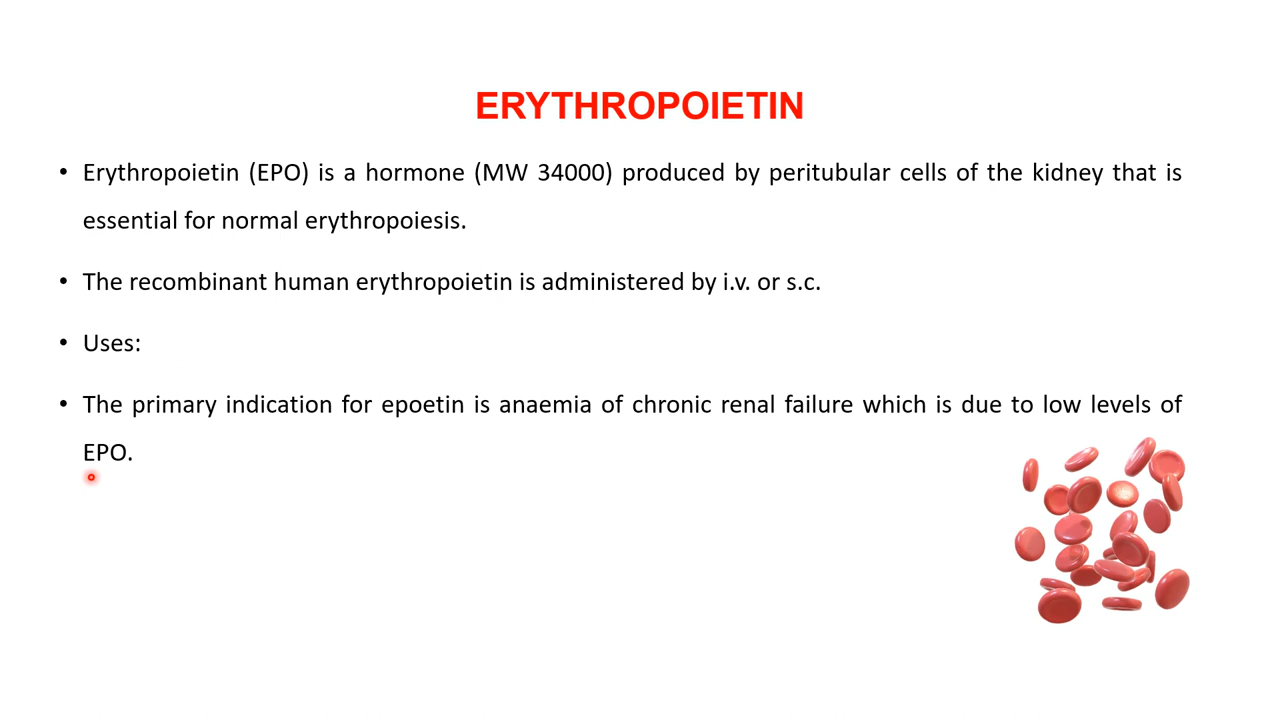 ERYTHROPOIETIN
• Erythropoietin (EPO) is a hormone (MW 34000) produced by peritubular cells of the kidney that is
essential for normal erythropoiesis.
• The recombinant human erythropoietin is administered by i.v. or s.c.
• Uses:
• The primary indication for epoetin is anaemia of chronic renal failure which is due to low levels of
EPO.